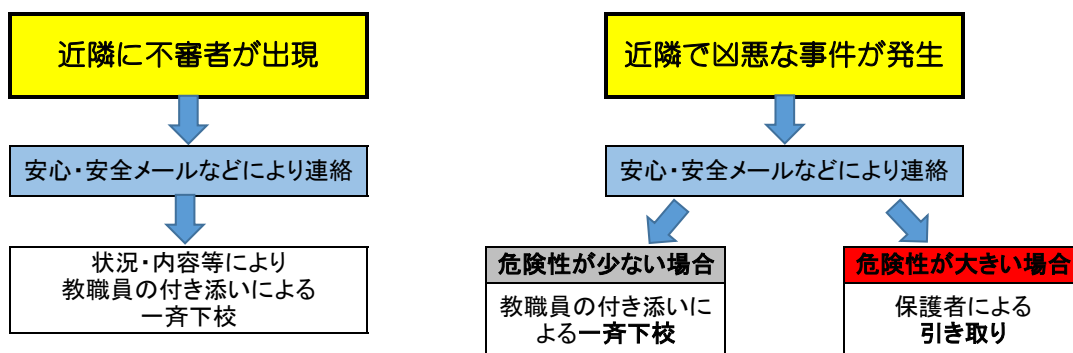 近隣に不審者が出現
安心・安全メールなどにより連絡
状況・内容等により
教職員の付き添いによる
一斉下校
近隣で凶悪な事件が発生
安心・安全メールなどにより連絡
危険性が少ない場合
教職員の付き添いに
よる一斉下校
危険性が大きい場合
保護者による
引き取り